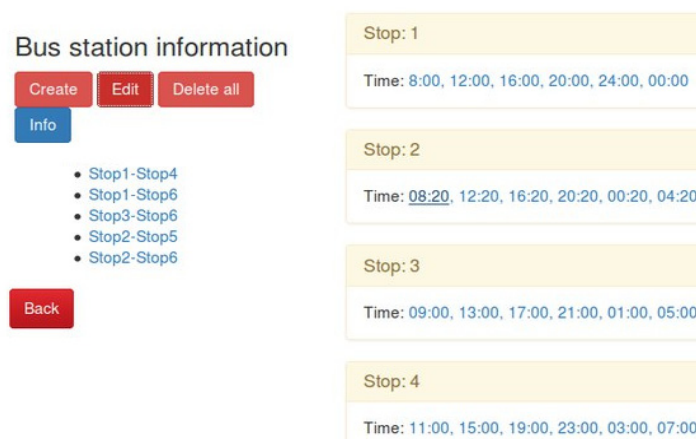 Bus station information
Create Edit Delete all
Info
Stop1-Stop4
Stop1-Stop6
Stop3-Stop6
Stop2-Stop5
Stop2-Stop6
Back
Stop: 1
Time: 8:00, 12:00, 16:00, 20:00, 24:00, 00:00
Stop: 2
Time: 08:20, 12:20, 16:20, 20:20, 00:20, 04:20
Stop: 3
Time: 09:00, 13:00, 17:00, 21:00, 01:00, 05:00
Stop: 4
Time: 11:00, 15:00, 19:00, 23:00, 03:00, 07:00